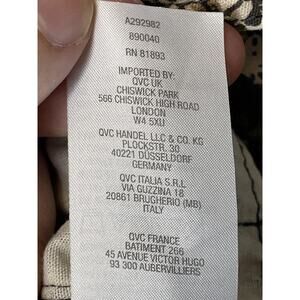 A292982
890040
RN 81893
IMPORTED BY:
QVC UK
CHISWICK PARK
566 CHISWICK HIGH ROAD
LONDON
W4 5XU
QVC HANDEL LLC & CO. KG
PLOCKSTR. 30
40221 DÜSSELDORF
GERMANY
QVC ITALIA S.R.L
VIA GUZZINA 18
20861 BRUGHERIO (MB)
ITALY
QVC FRANCE
BATIMENT 266
45 AVENUE VICTOR HUGO
93 300 AUBERVILLIERS